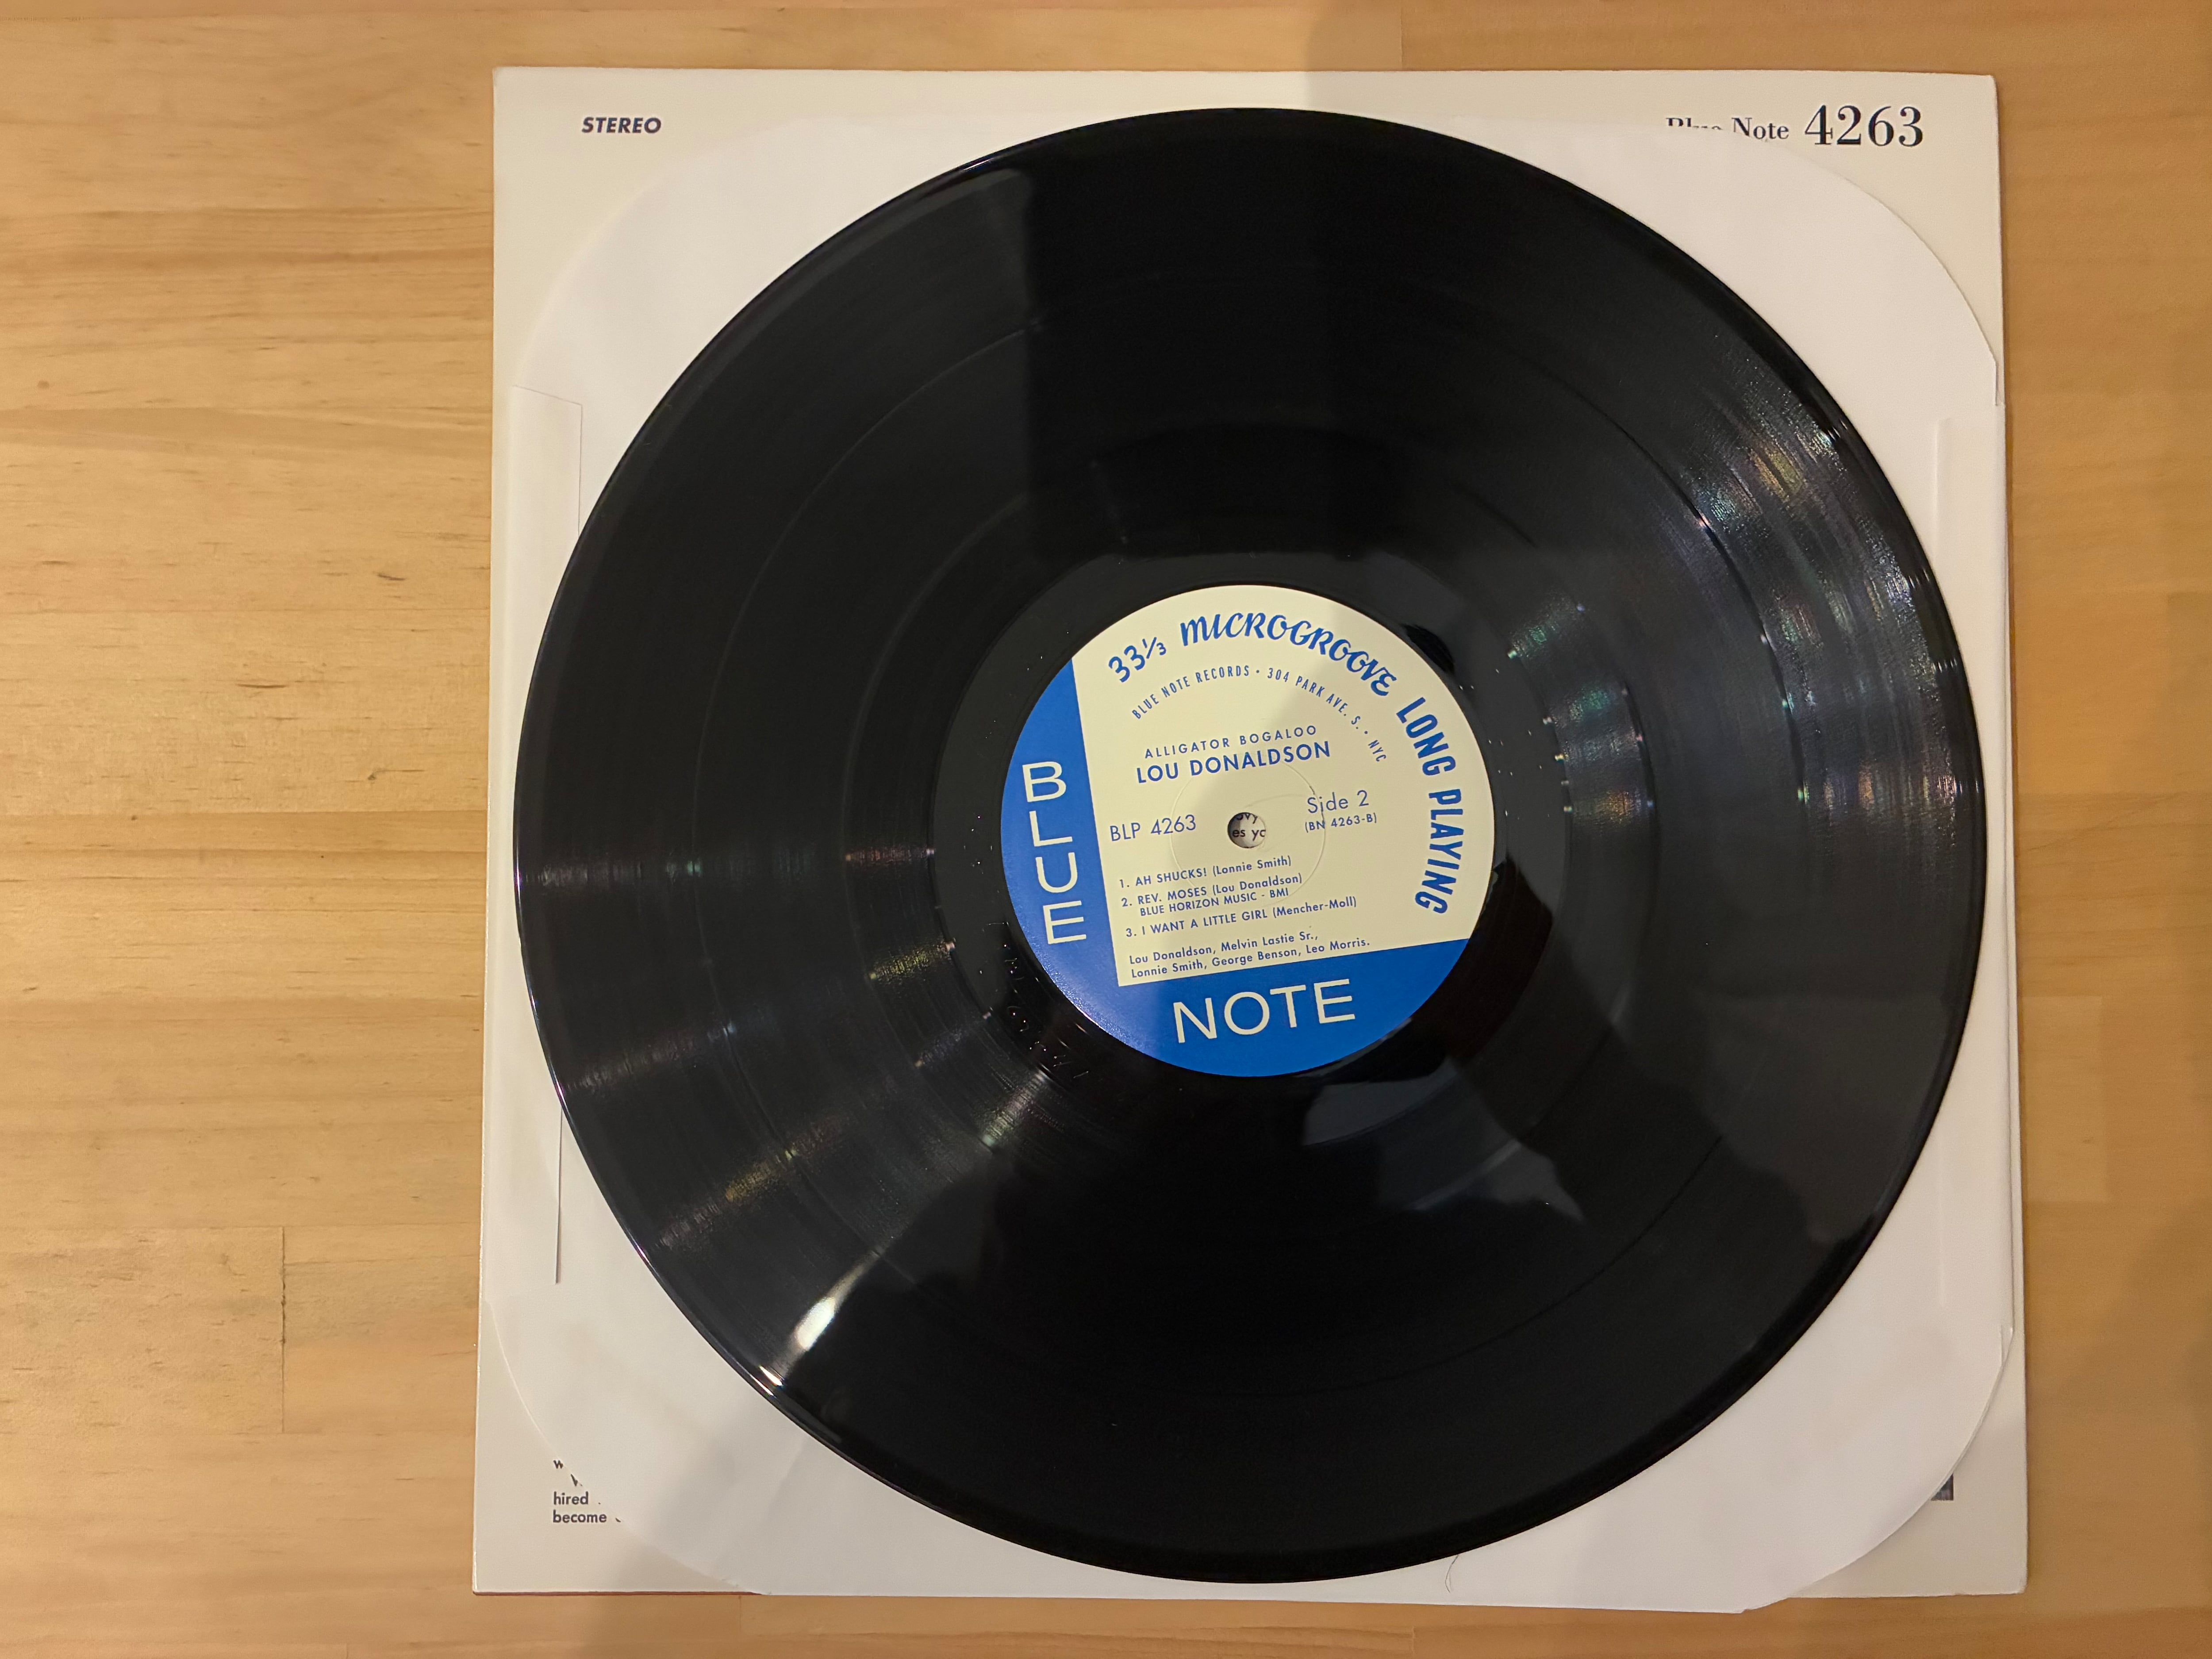 STEREO
Note 4263
33⅓ MICROGROOVE LONG PLAYING
BLUE NOTE RECORDS • 304 PARK AVE. S. • NYC
ALLIGATOR BOGALOO
LOU DONALDSON
BLP 4263
Side 2
(BN 4263-B)
es yc
1. AH SHUCKS! (Lonnie Smith)
2. REV. MOSES (Lou Donaldson)
BLUE HORIZON MUSIC - BMI
3. I WANT A LITTLE GIRL (Mencher-Moll)
Lou Donaldson, Melvin Lastie Sr.,
Lonnie Smith, George Benson, Leo Morris.
BLUE
NOTE
hired
become